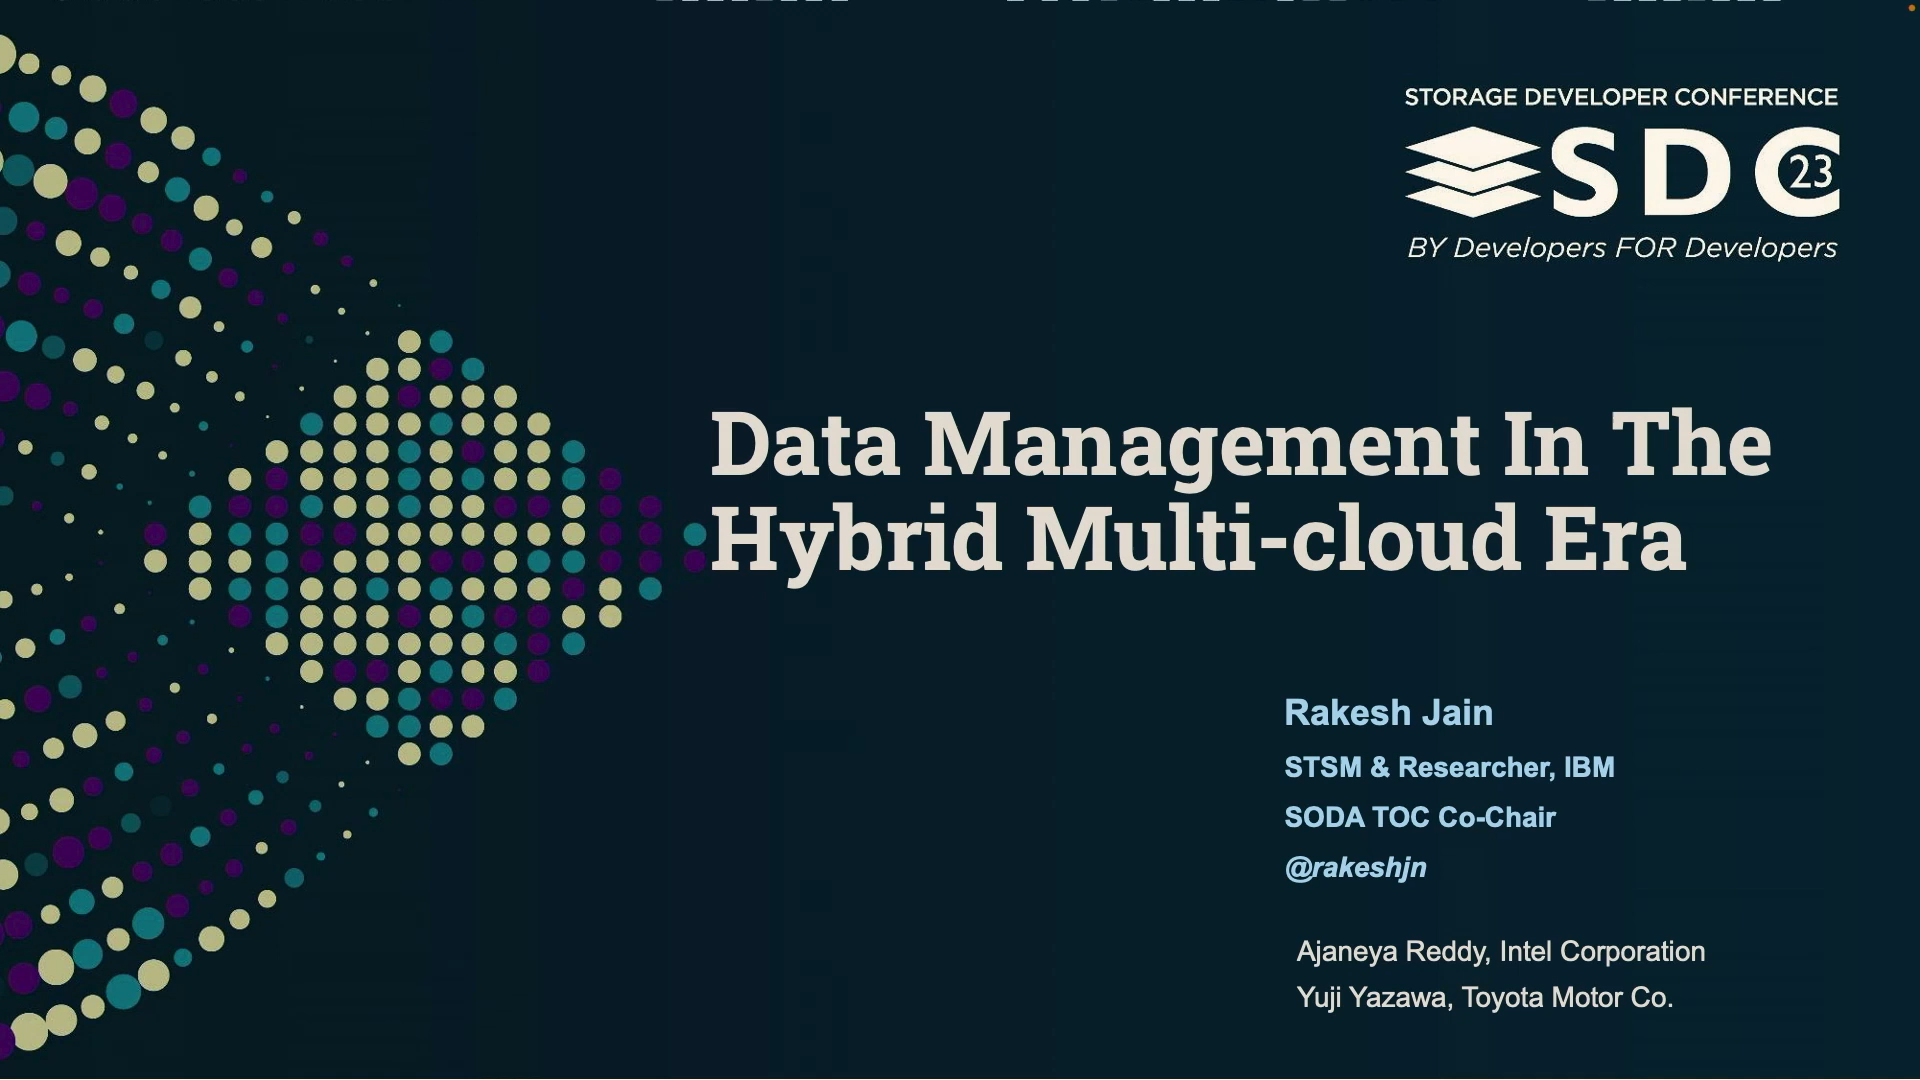 STORAGE DEVELOPER CONFERENCE
SDC 23
BY Developers FOR Developers
Data Management In The
Hybrid Multi-cloud Era
Rakesh Jain
STSM & Researcher, IBM
SODA TOC Co-Chair
@rakeshjn
Ajaneya Reddy, Intel Corporation
Yuji Yazawa, Toyota Motor Co.